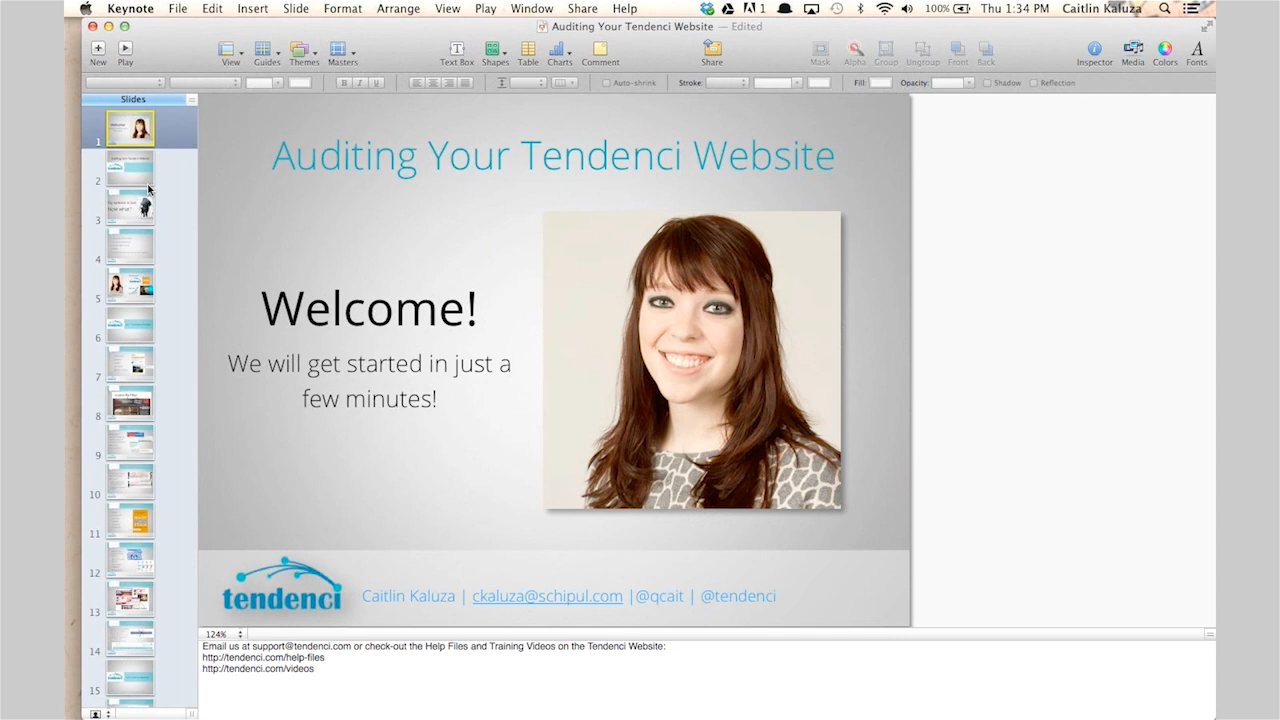 Keynote File Edit Insert Slide Format Arrange View Play Window Share Help 1 100% Thu 1:34 PM Caitlin Kaluza
Auditing Your Tendenci Website — Edited
New Play View Guides Themes Masters Text Box Shapes Table Charts Comment Share Mask Alpha Group Ungroup Front Back Inspector Media Colors Fonts
B I U Auto-shrink Stroke: Fill: Opacity: Shadow Reflection
Slides
1
2
3
4
5
6
7
8
9
10
11
12
13
14
15
Auditing Your Tendenci Website
Welcome!
We will get started in just a
few minutes!
tendenci
Caitlin Kaluza | ckaluza@schipul.com |@qcait | @tendenci
124%
Email us at support@tendenci.com or check-out the Help Files and Training Videos on the Tendenci Website:
http://tendenci.com/help-files
http://tendenci.com/videos